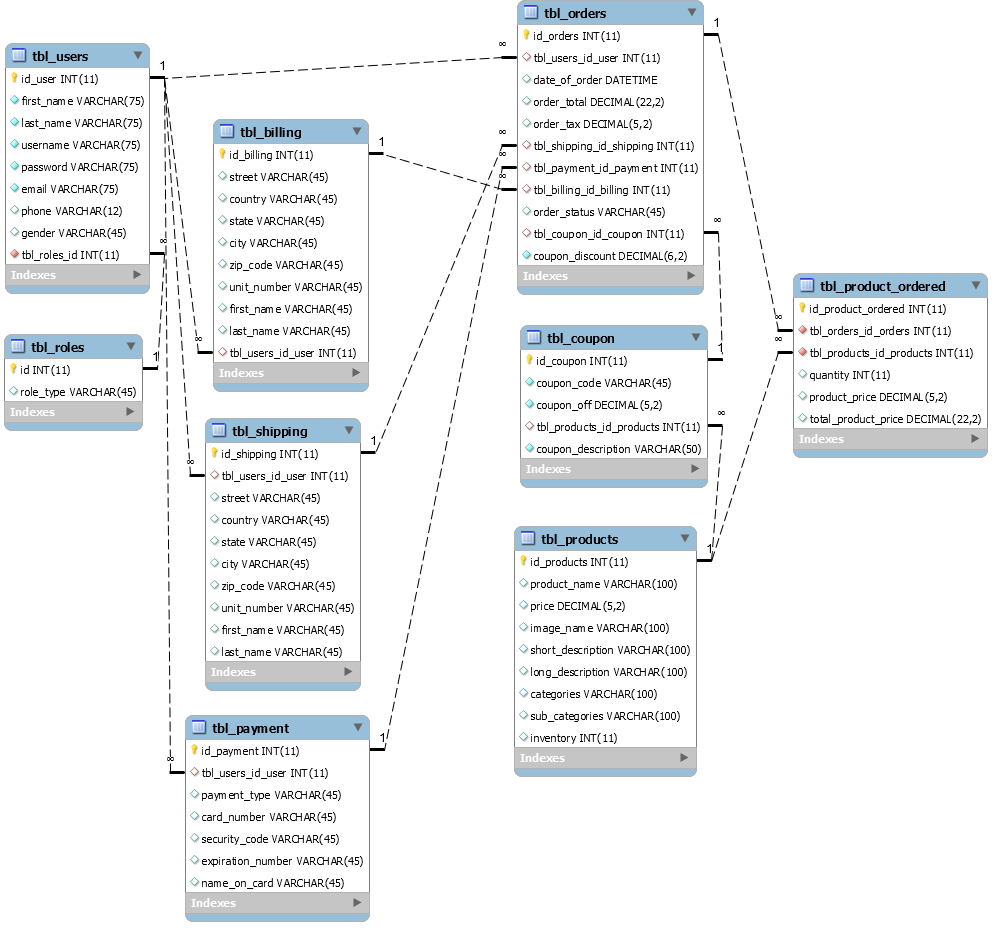 tbl_users
id_user INT(11)
first_name VARCHAR(75)
last_name VARCHAR(75)
username VARCHAR(75)
password VARCHAR(75)
email VARCHAR(75)
phone VARCHAR(12)
gender VARCHAR(45)
tbl_roles_id INT(11)
Indexes
1
∞
tbl_roles
id INT(11)
role_type VARCHAR(45)
Indexes
1
tbl_billing
id_billing INT(11)
street VARCHAR(45)
country VARCHAR(45)
state VARCHAR(45)
city VARCHAR(45)
zip_code VARCHAR(45)
unit_number VARCHAR(45)
first_name VARCHAR(45)
last_name VARCHAR(45)
tbl_users_id_user INT(11)
Indexes
1
∞
tbl_shipping
id_shipping INT(11)
tbl_users_id_user INT(11)
street VARCHAR(45)
country VARCHAR(45)
state VARCHAR(45)
city VARCHAR(45)
zip_code VARCHAR(45)
unit_number VARCHAR(45)
first_name VARCHAR(45)
last_name VARCHAR(45)
Indexes
1
∞
tbl_payment
id_payment INT(11)
tbl_users_id_user INT(11)
payment_type VARCHAR(45)
card_number VARCHAR(45)
security_code VARCHAR(45)
expiration_number VARCHAR(45)
name_on_card VARCHAR(45)
Indexes
1
∞
tbl_orders
id_orders INT(11)
tbl_users_id_user INT(11)
date_of_order DATETIME
order_total DECIMAL(22,2)
order_tax DECIMAL(5,2)
tbl_shipping_id_shipping INT(11)
tbl_payment_id_payment INT(11)
tbl_billing_id_billing INT(11)
order_status VARCHAR(45)
tbl_coupon_id_coupon INT(11)
coupon_discount DECIMAL(6,2)
Indexes
1
∞
∞
∞
∞
∞
tbl_coupon
id_coupon INT(11)
coupon_code VARCHAR(45)
coupon_off DECIMAL(5,2)
tbl_products_id_products INT(11)
coupon_description VARCHAR(50)
Indexes
1
∞
tbl_products
id_products INT(11)
product_name VARCHAR(100)
price DECIMAL(5,2)
image_name VARCHAR(100)
short_description VARCHAR(100)
long_description VARCHAR(100)
categories VARCHAR(100)
sub_categories VARCHAR(100)
inventory INT(11)
Indexes
1
tbl_product_ordered
id_product_ordered INT(11)
tbl_orders_id_orders INT(11)
tbl_products_id_products INT(11)
quantity INT(11)
product_price DECIMAL(5,2)
total_product_price DECIMAL(22,2)
Indexes
∞
∞